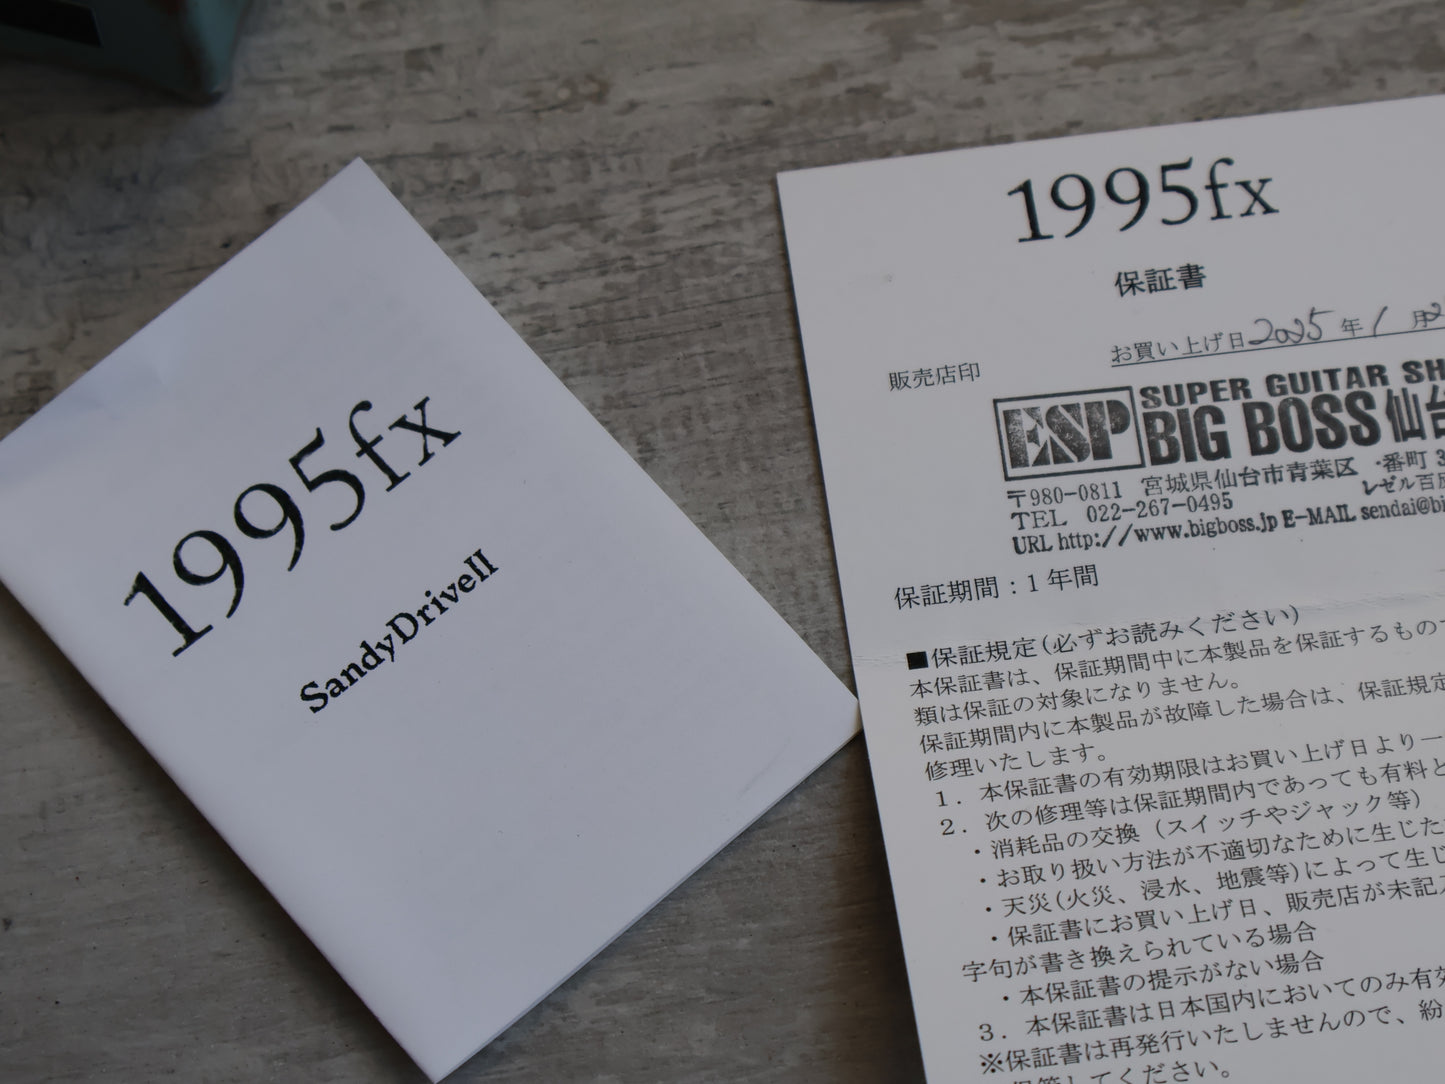 1995fx
SandyDriveII
1995fx
保証書
お買い上げ日2025年1月2
販売店印
ESP SUPER GUITAR SH
BIG BOSS 仙台
〒980-0811 宮城県仙台市青葉区一番町3
TEL 022-267-0495
URL http://www.bigboss.jp E-MAIL sendai@bi
保証期間：1年間
■保証規定(必ずお読みください)
本保証書は、保証期間中に本製品を保証するもので
類は保証の対象になりません。
保証期間内に本製品が故障した場合は、保証規定
修理いたします。
1．本保証書の有効期限はお買い上げ日より一
2．次の修理等は保証期間内であっても有料と
・消耗品の交換（スイッチやジャック等）
・お取り扱い方法が不適切なために生じた
・天災(火災、浸水、地震等)によって生じ
・保証書にお買い上げ日、販売店が未記入
字句が書き換えられている場合
・本保証書の提示がない場合
3．本保証書は日本国内においてのみ有効
※保証書は再発行いたしませんので、紛
してください。